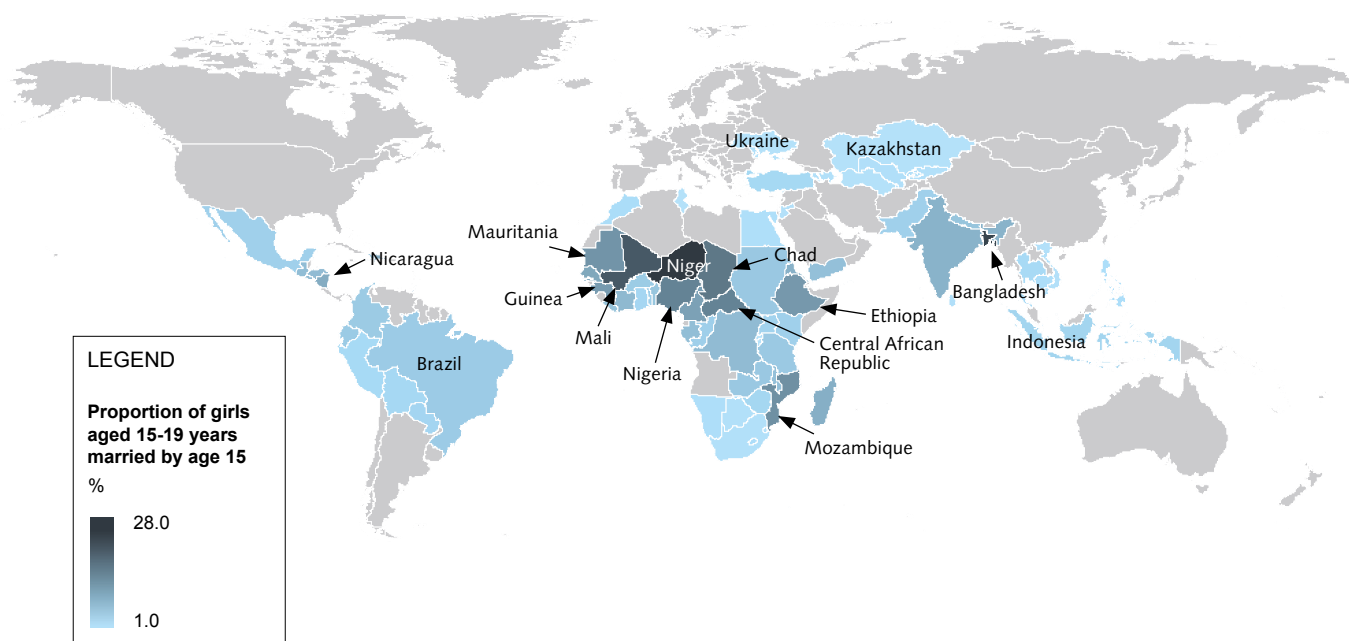 Ukraine
Kazakhstan
Mauritania
Nicaragua
Niger
Chad
Guinea
Bangladesh
Mali
Ethiopia
Nigeria
Central African
Republic
Indonesia
Brazil
Mozambique
LEGEND
Proportion of girls
aged 15-19 years
married by age 15
%
28.0
1.0